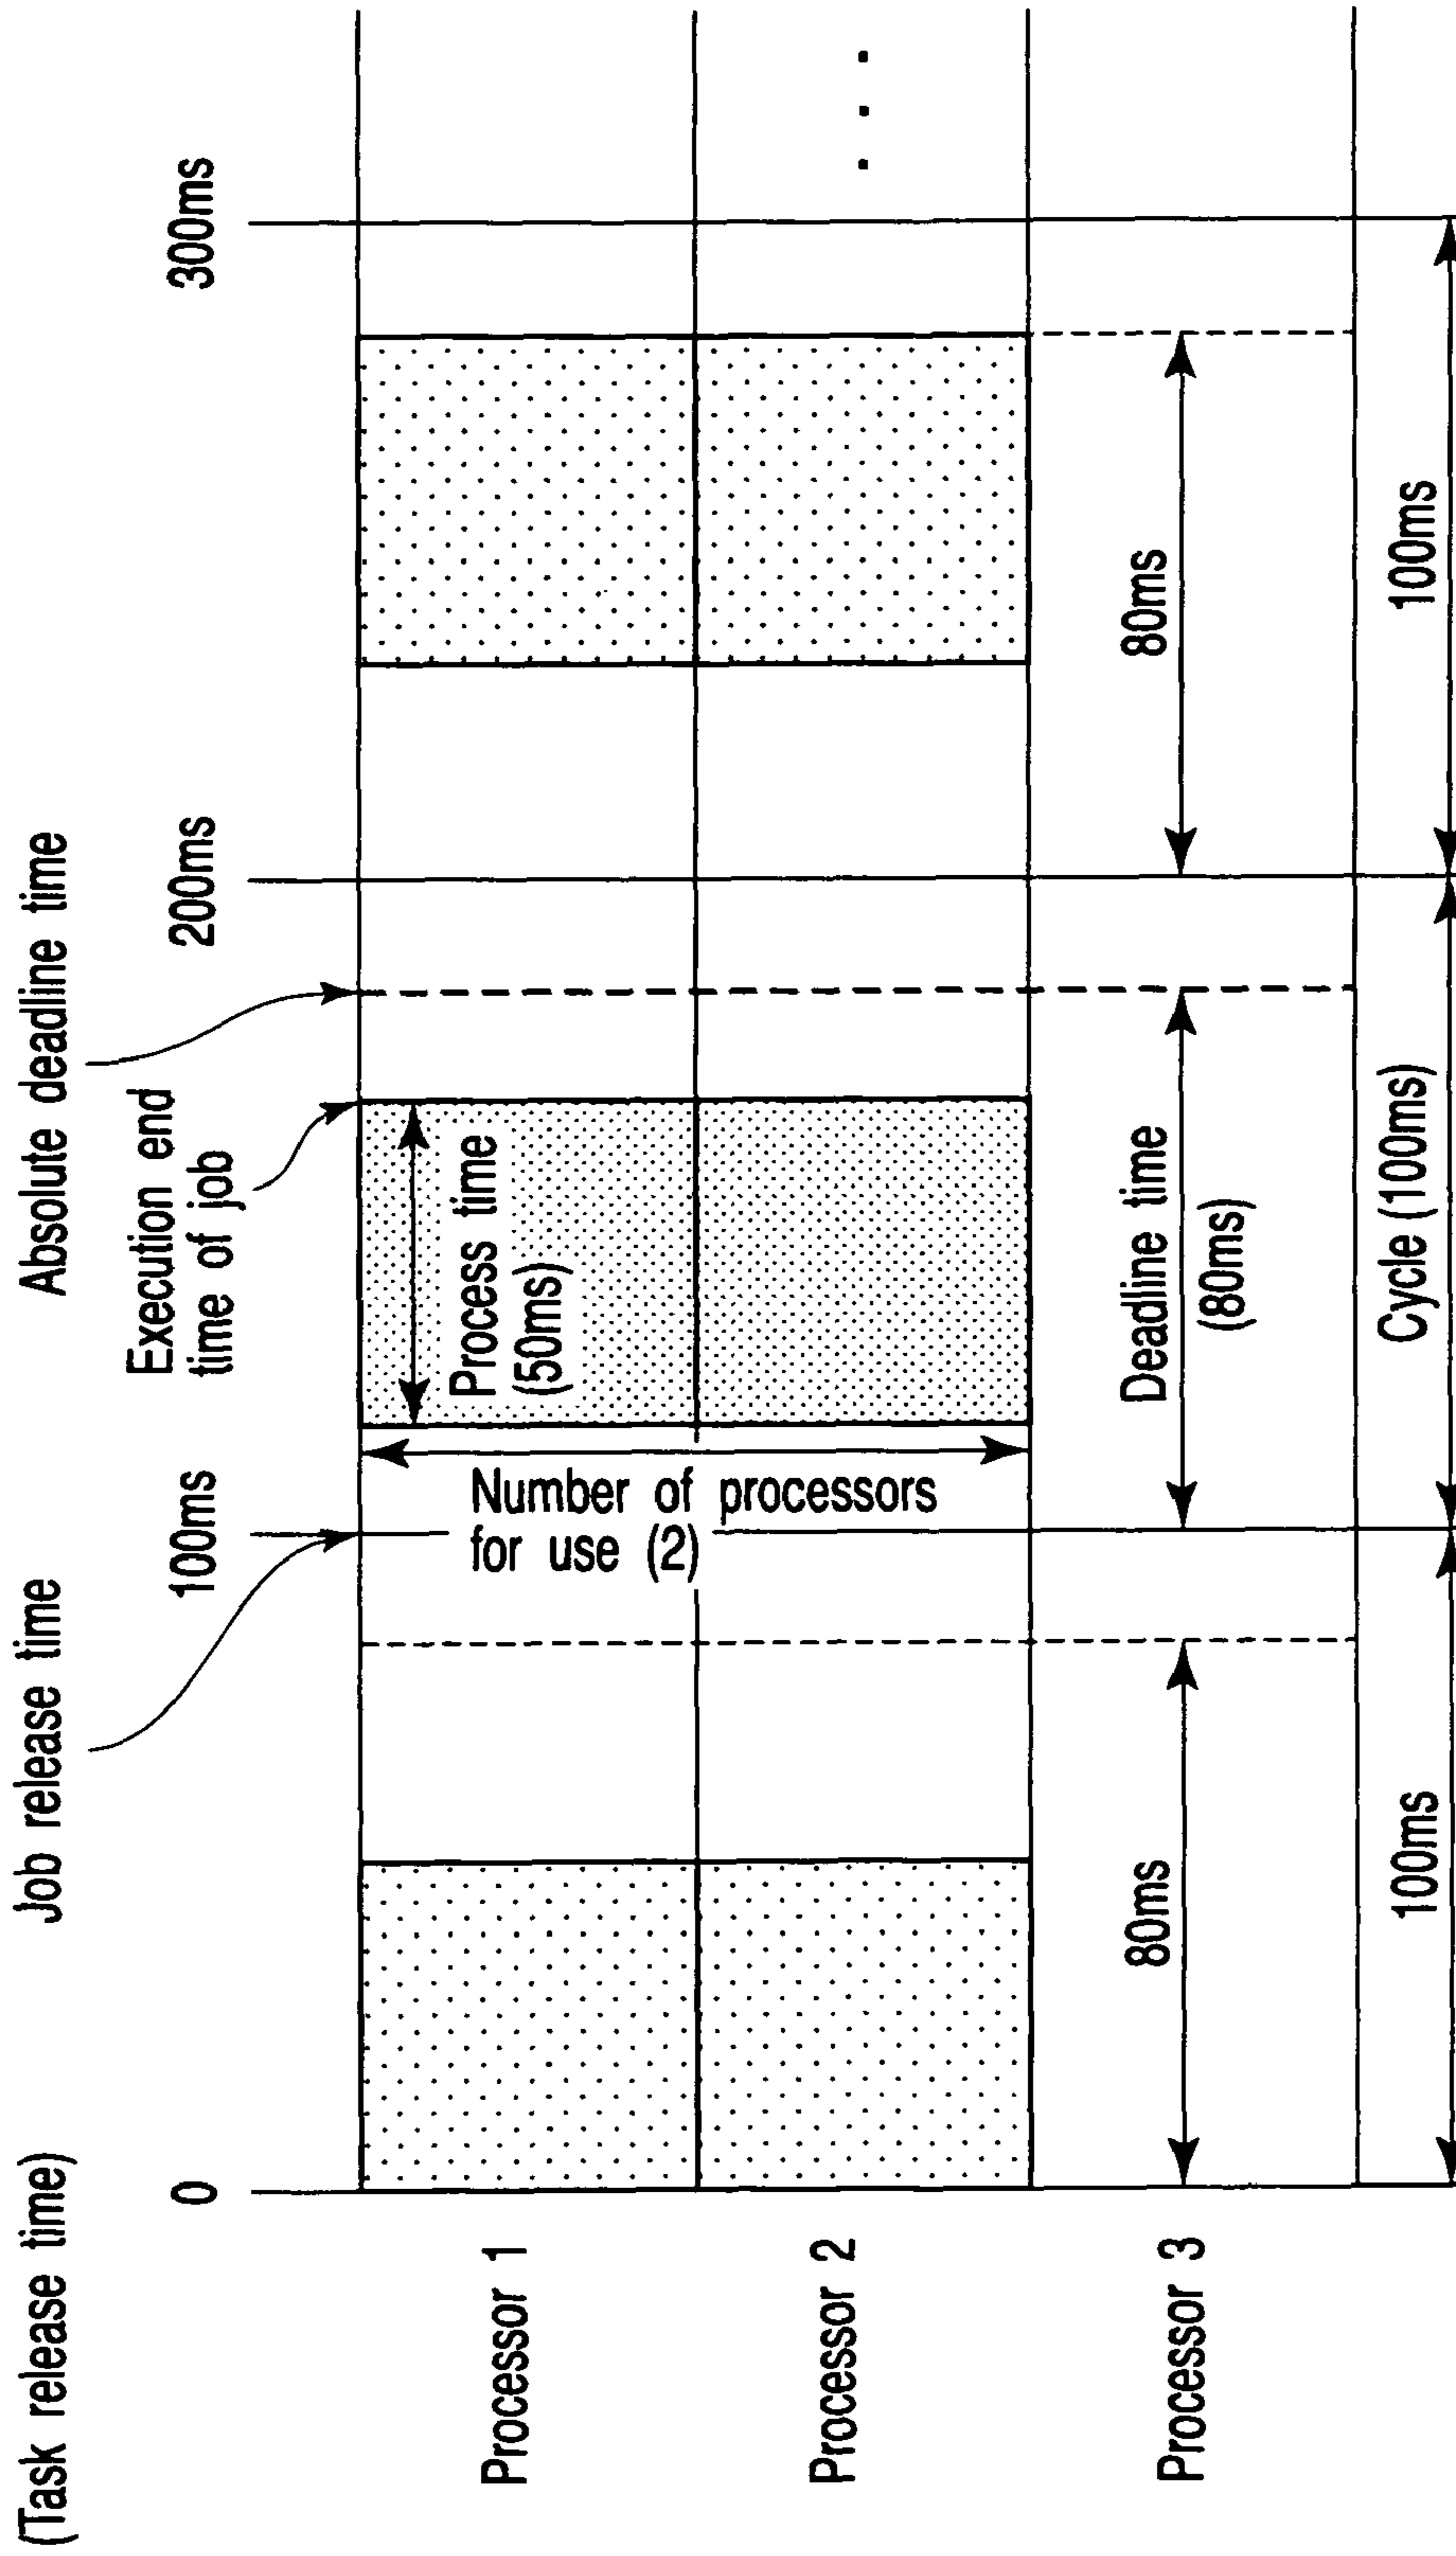 (Task release time)
Job release time
Absolute deadline time
Execution end
time of job
0
100ms
200ms
300ms
Processor 1
Process time
(50ms)
Number of processors
for use (2)
Processor 2
. . .
Processor 3
80ms
Deadline time
(80ms)
80ms
100ms
Cycle (100ms)
100ms